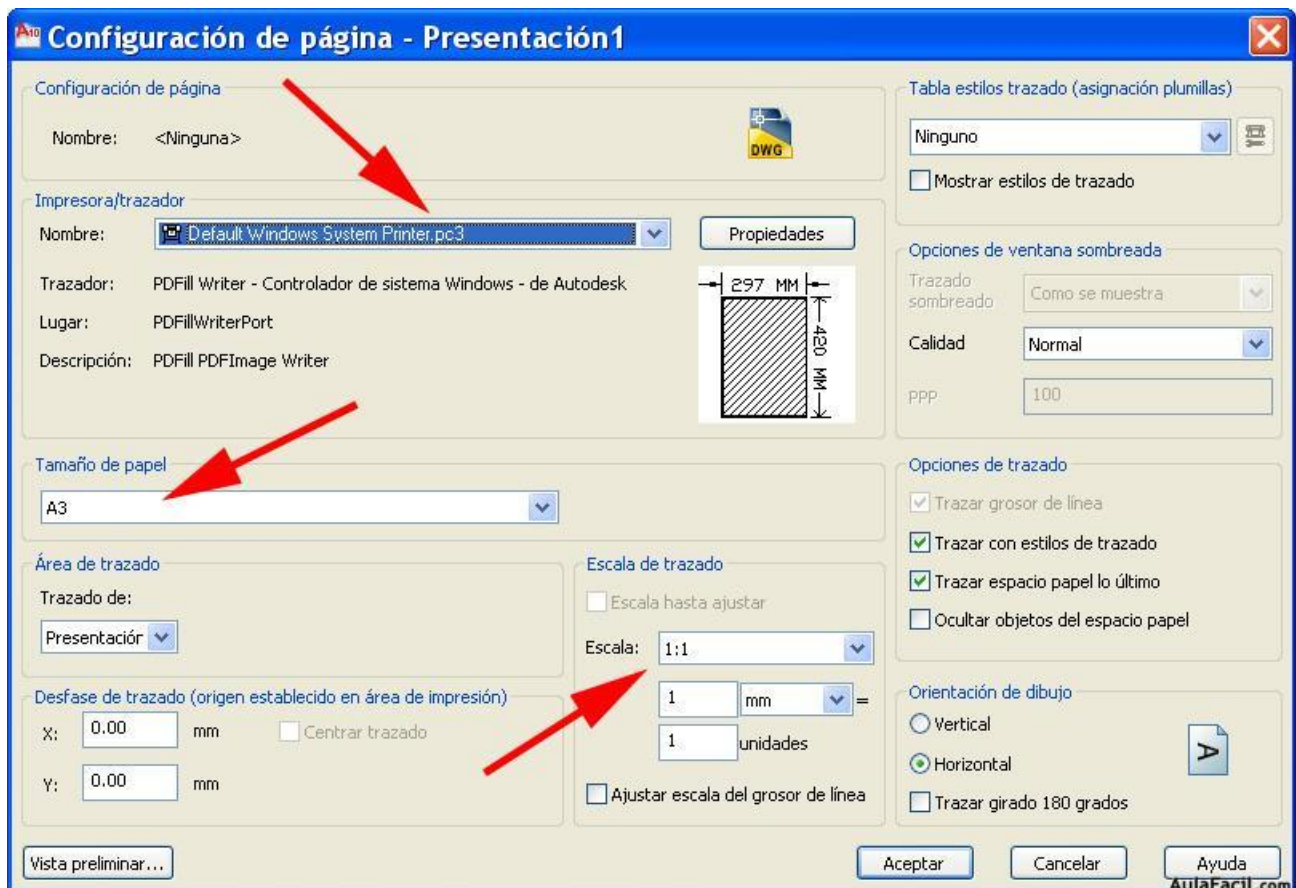 A10 Configuración de página - Presentación1
Configuración de página
Nombre: <Ninguna>
DWG
Impresora/trazador
Nombre: Default Windows System Printer.pc3
Propiedades
Trazador: PDFill Writer - Controlador de sistema Windows - de Autodesk
Lugar: PDFillWriterPort
Descripción: PDFill PDFImage Writer
297 MM
420 MM
Tamaño de papel
A3
Área de trazado
Trazado de:
Presentación
Desfase de trazado (origen establecido en área de impresión)
X: 0.00 mm
Centrar trazado
Y: 0.00 mm
Escala de trazado
Escala hasta ajustar
Escala: 1:1
1 mm =
1 unidades
Ajustar escala del grosor de línea
Tabla estilos trazado (asignación plumillas)
Ninguno
Mostrar estilos de trazado
Opciones de ventana sombreada
Trazado
sombreado
Como se muestra
Calidad Normal
PPP 100
Opciones de trazado
Trazar grosor de línea
Trazar con estilos de trazado
Trazar espacio papel lo último
Ocultar objetos del espacio papel
Orientación de dibujo
Vertical
A
Horizontal
Trazar girado 180 grados
Vista preliminar...
Aceptar Cancelar Ayuda
AulaFacil.com